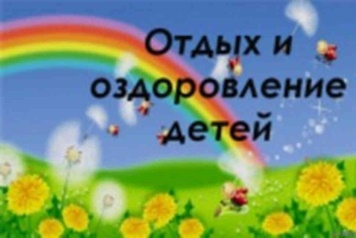 Отдых и
оздоровление
детей